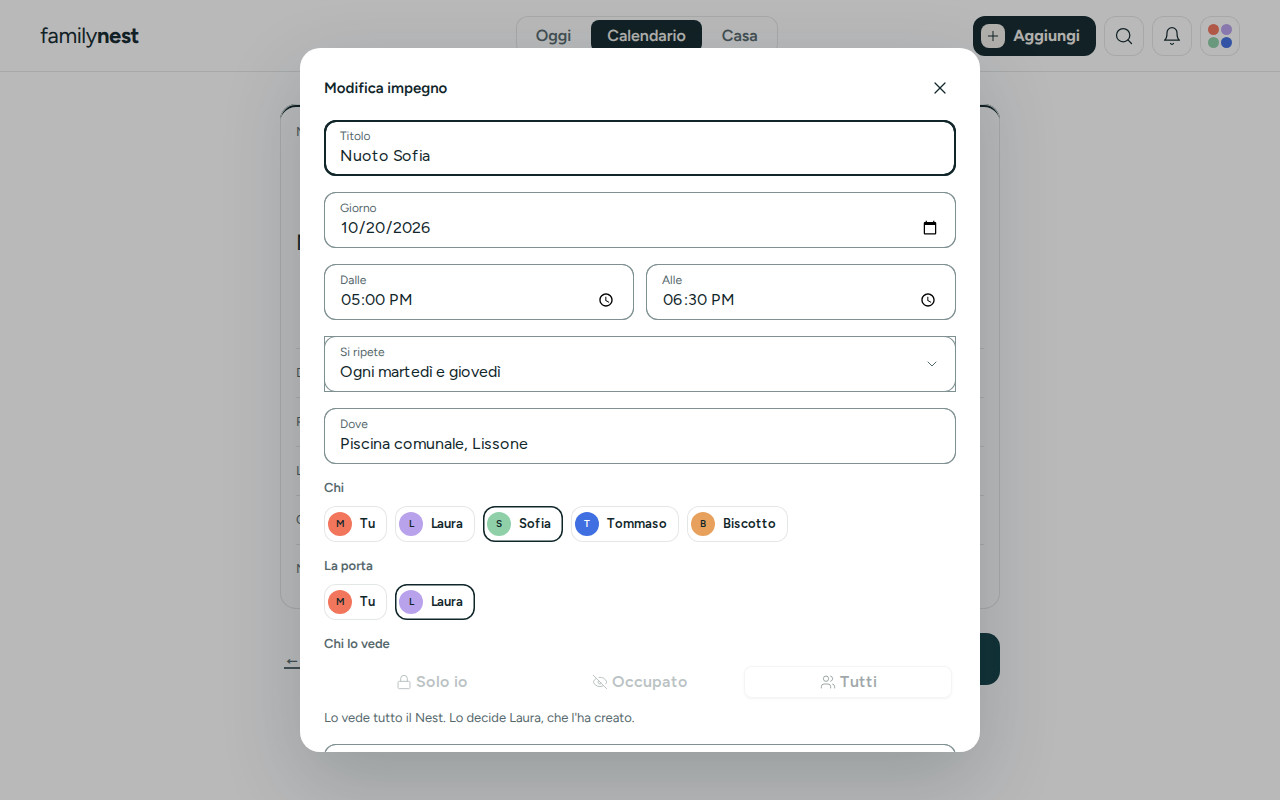 familynest
Oggi Calendario Casa
Aggiungi
Modifica impegno
Titolo
Nuoto Sofia
Giorno
10/20/2026
Dalle Alle
05:00 PM 06:30 PM
Si ripete
Ogni martedì e giovedì
Dove
Piscina comunale, Lissone
Chi
M Tu L Laura S Sofia T Tommaso B Biscotto
La porta
M Tu L Laura
Chi lo vede
Solo io Occupato Tutti
Lo vede tutto il Nest. Lo decide Laura, che l'ha creato.